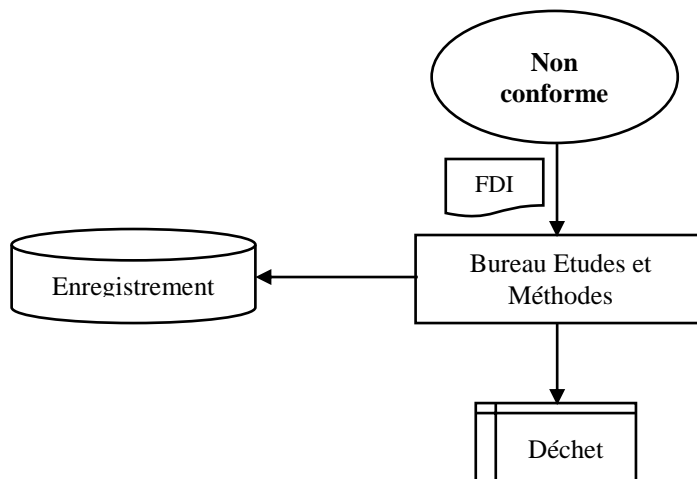 Non
conforme
FDI
Bureau Etudes et
Méthodes
Enregistrement
Déchet